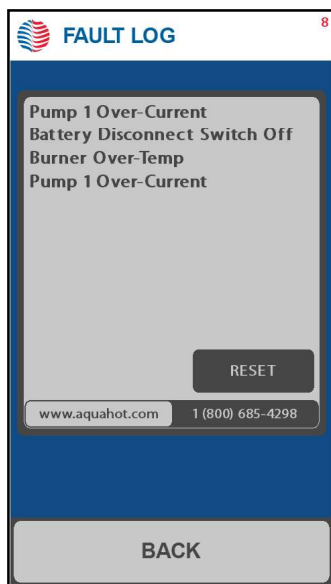 FAULT LOG
8
Pump 1 Over-Current
Battery Disconnect Switch Off
Burner Over-Temp
Pump 1 Over-Current
RESET
www.aquahot.com 1 (800) 685-4298
BACK